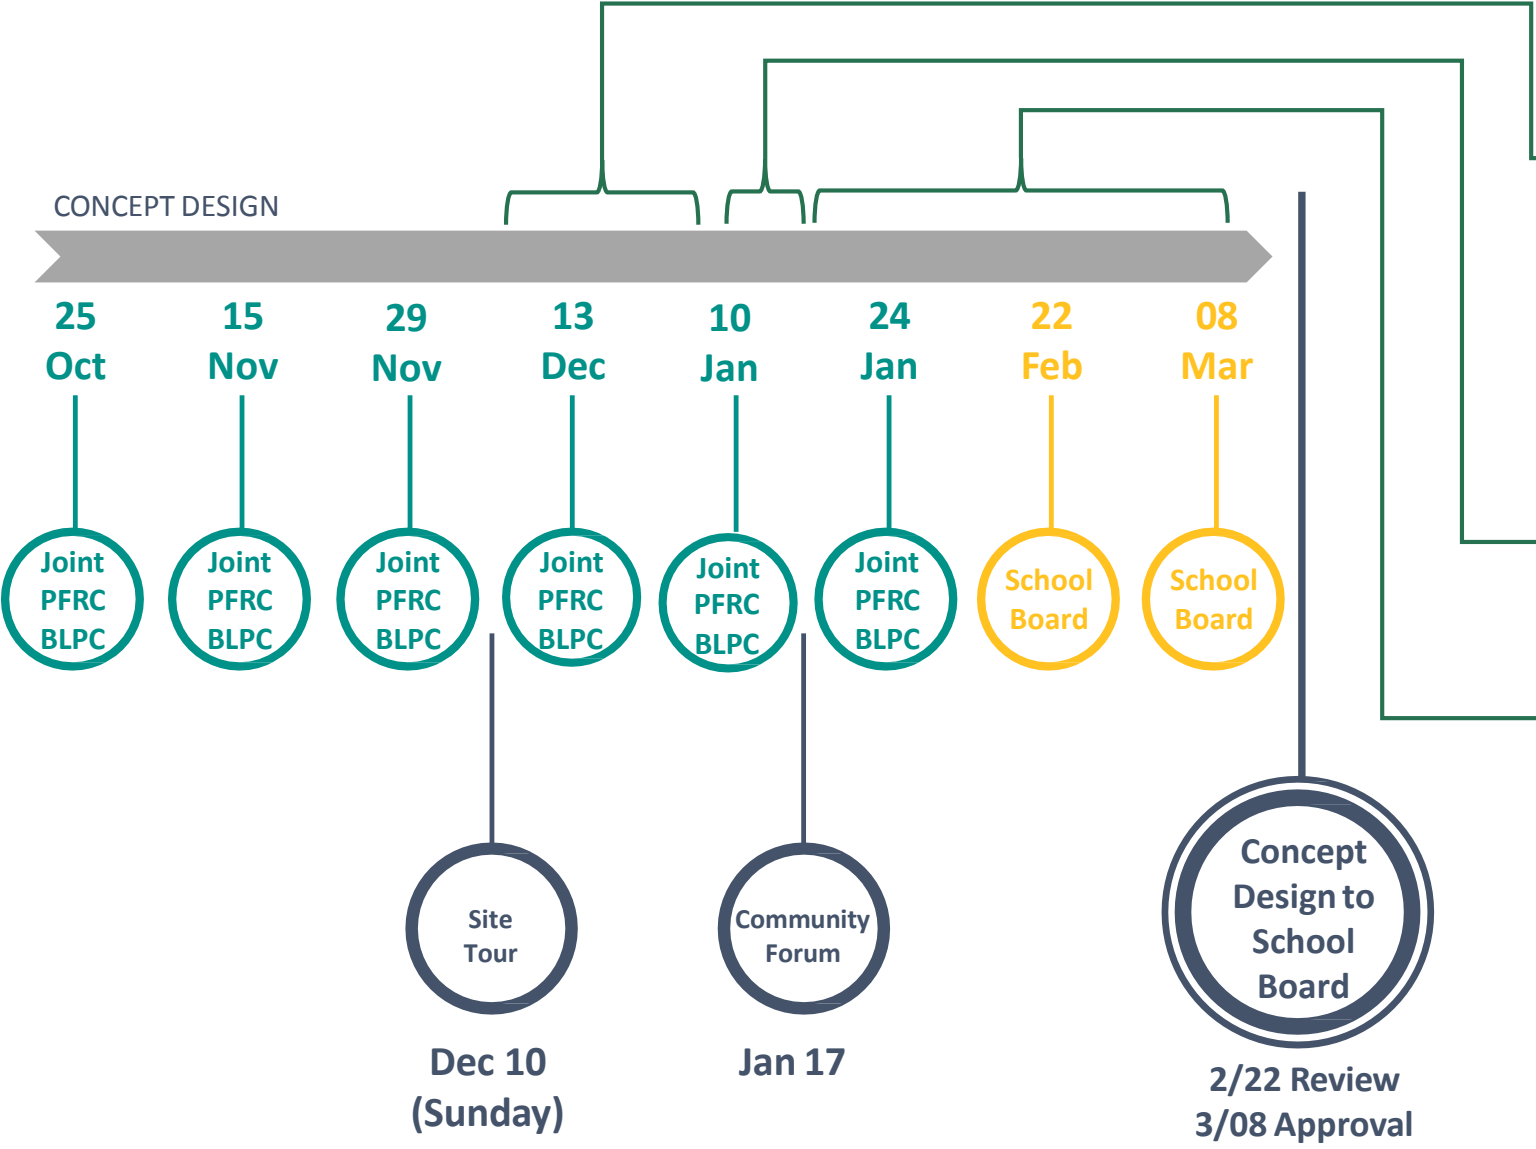 CONCEPT DESIGN
25
Oct
15
Nov
29
Nov
13
Dec
10
Jan
24
Jan
22
Feb
08
Mar
Joint
PFRC
BLPC
Joint
PFRC
BLPC
Joint
PFRC
BLPC
Joint
PFRC
BLPC
Joint
PFRC
BLPC
Joint
PFRC
BLPC
School
Board
School
Board
Site
Tour
Dec 10
(Sunday)
Community
Forum
Jan 17
Concept
Design to
School
Board
2/22 Review
3/08 Approval